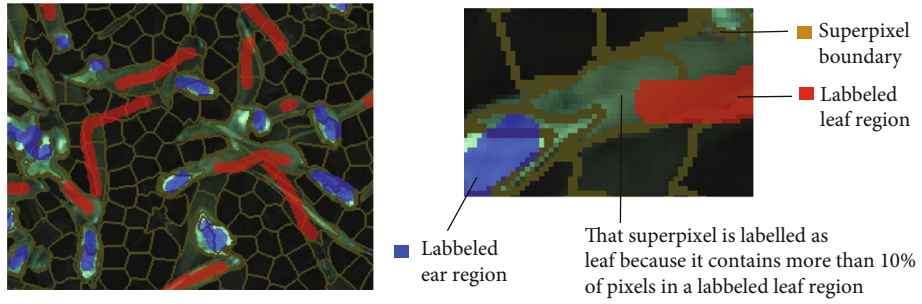 Superpixel
boundary
Labbeled
leaf region
Labbeled
ear region
That superpixel is labelled as
leaf because it contains more than 10%
of pixels in a labeled leaf region